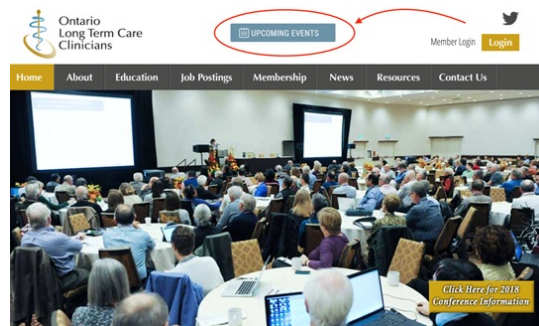 Ontario
Long Term Care
Clinicians
UPCOMING EVENTS
Member Login Login
Home About Education Job Postings Membership News Resources Contact Us
Click Here for 2018
Conference Information